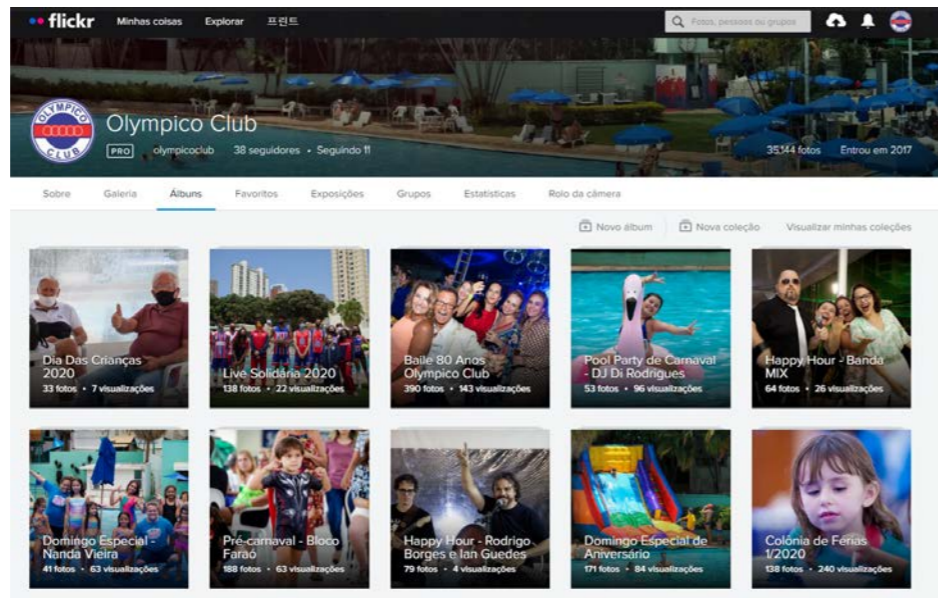 flickr Minhas coisas Explorar 프린트 Fotos, pessoas ou grupos
OLYMPICO CLUB
Olympico Club
PRO olympicoclub 38 seguidores • Seguindo 11 35.144 fotos Entrou em 2017
Sobre Galeria Álbuns Favoritos Exposições Grupos Estatísticas Rolo da câmera
Novo álbum Nova coleção Visualizar minhas coleções
Dia Das Crianças
2020
33 fotos • 7 visualizações
Live Solidária 2020
138 fotos • 22 visualizações
Baile 80 Anos
Olympico Club
390 fotos • 143 visualizações
Pool Party de Carnaval
- DJ Di Rodrigues
53 fotos • 96 visualizações
Happy Hour - Banda
MIX
64 fotos • 26 visualizações
Domingo Especial -
Nanda Vieira
41 fotos • 63 visualizações
Pré-carnaval - Bloco
Faraó
188 fotos • 63 visualizações
Happy Hour - Rodrigo
Borges e Ian Guedes
79 fotos • 4 visualizações
Domingo Especial de
Aniversário
171 fotos • 84 visualizações
Colônia de Férias
1/2020
138 fotos • 240 visualizações